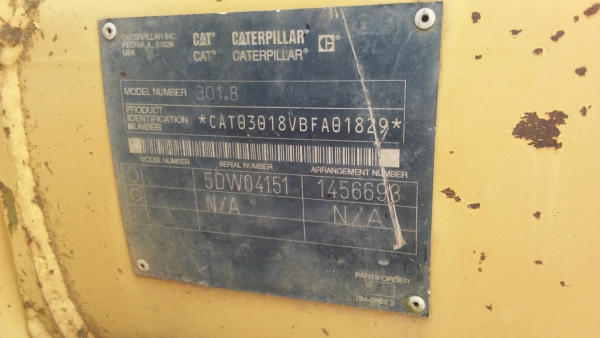 CATERPILLAR INC.
PEORIA, IL 61629
USA
CAT CATERPILLAR C
CAT® CATERPILLAR®
MODEL NUMBER 301.8
PRODUCT
IDENTIFICATION
NUMBER *CAT03018VBFA01829*
MODEL NUMBER SERIAL NUMBER ARRANGEMENT NUMBER
5DW04151 1456693
N/A N/A
PARTS ORDER